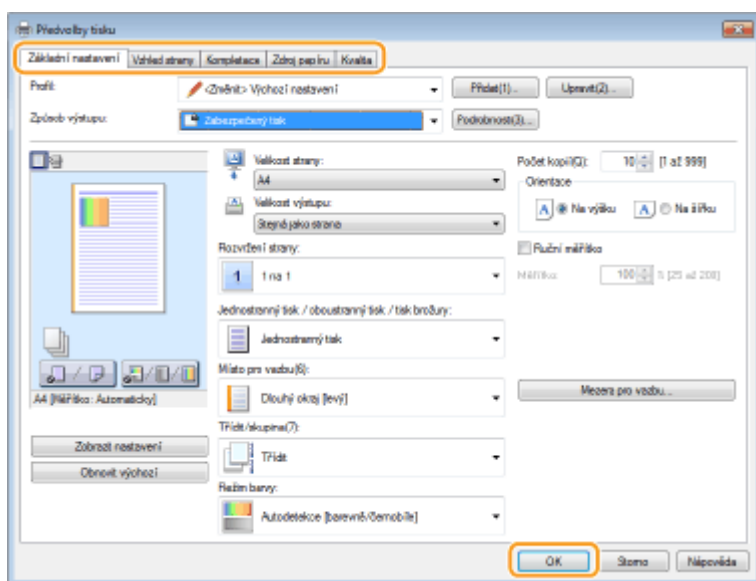 Předvolby tisku
Základní nastavení Vzhled strany Kompletace Zdroj papíru Kvalita
Profil: <Změnit> Výchozí nastavení Přidat(1)... Upravit(2)...
Způsob výstupu: Zabezpečený tisk Podrobnosti(3)...
Velikost strany:
A4
Velikost výstupu:
Stejná jako strana
Rozvržení strany:
1 1 na 1
Jednostranný tisk / oboustranný tisk / tisk brožury:
Jednostranný tisk
Místo pro vazbu(6):
Dlouhý okraj [levý]
Třídit/skupina(7):
Třídit
Režim barvy:
Autodetekce [barevně/černobíle]
Počet kopií(Q): 10 [1 až 999]
Orientace
A Na výšku A Na šířku
Ruční měřítko
Měřítko: 100 % [25 až 200]
Mezera pro vazbu...
A4 [Měřítko: Automaticky]
Zobrazit nastavení
Obnovit výchozí
OK Storno Nápověda